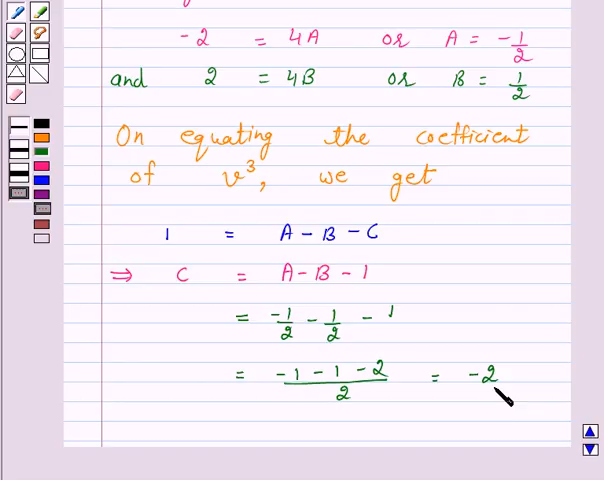 -2 = 4A or A = -1/2
and 2 = 4B or B = 1/2
On equating the coefficient
of v³, we get
1 = A - B - C
⇒ C = A - B - 1
= -1/2 - 1/2 - 1
= (-1 - 1 - 2)/2 = -2